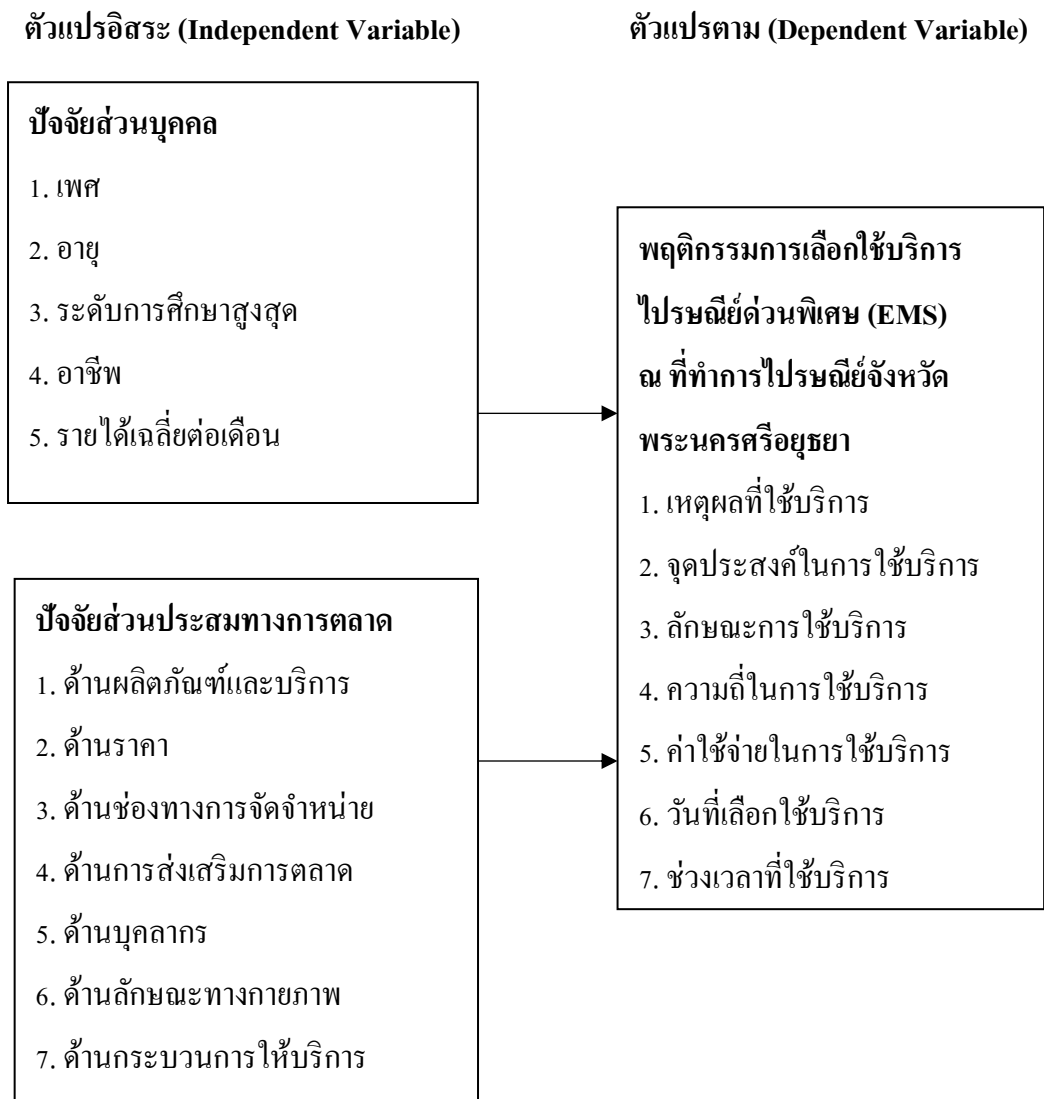 ตัวแปรอิสระ (Independent Variable)
ตัวแปรตาม (Dependent Variable)
ปัจจัยส่วนบุคคล
1. เพศ
2. อายุ
3. ระดับการศึกษาสูงสุด
4. อาชีพ
5. รายได้เฉลี่ยต่อเดือน
ปัจจัยส่วนประสมทางการตลาด
1. ด้านผลิตภัณฑ์และบริการ
2. ด้านราคา
3. ด้านช่องทางการจัดจำหน่าย
4. ด้านการส่งเสริมการตลาด
5. ด้านบุคลากร
6. ด้านลักษณะทางกายภาพ
7. ด้านกระบวนการให้บริการ
พฤติกรรมการเลือกใช้บริการ
ไปรษณีย์ด่วนพิเศษ (EMS)
ณ ที่ทำการไปรษณีย์จังหวัด
พระนครศรีอยุธยา
1. เหตุผลที่ใช้บริการ
2. จุดประสงค์ในการใช้บริการ
3. ลักษณะการใช้บริการ
4. ความถี่ในการใช้บริการ
5. ค่าใช้จ่ายในการใช้บริการ
6. วันที่เลือกใช้บริการ
7. ช่วงเวลาที่ใช้บริการ